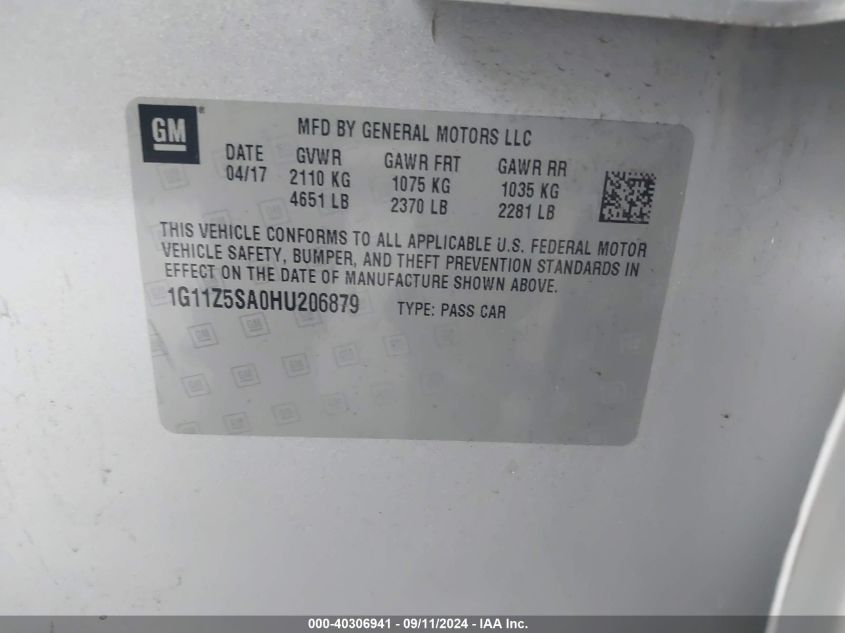 GM®
MFD BY GENERAL MOTORS LLC
DATE GVWR GAWR FRT GAWR RR
04/17 2110 KG 1075 KG 1035 KG
4651 LB 2370 LB 2281 LB
THIS VEHICLE CONFORMS TO ALL APPLICABLE U.S. FEDERAL MOTOR
VEHICLE SAFETY, BUMPER, AND THEFT PREVENTION STANDARDS IN
EFFECT ON THE DATE OF MANUFACTURE SHOWN ABOVE.
1G11Z5SA0HU206879 TYPE: PASS CAR
000-40306941 - 09/11/2024 - IAA Inc.